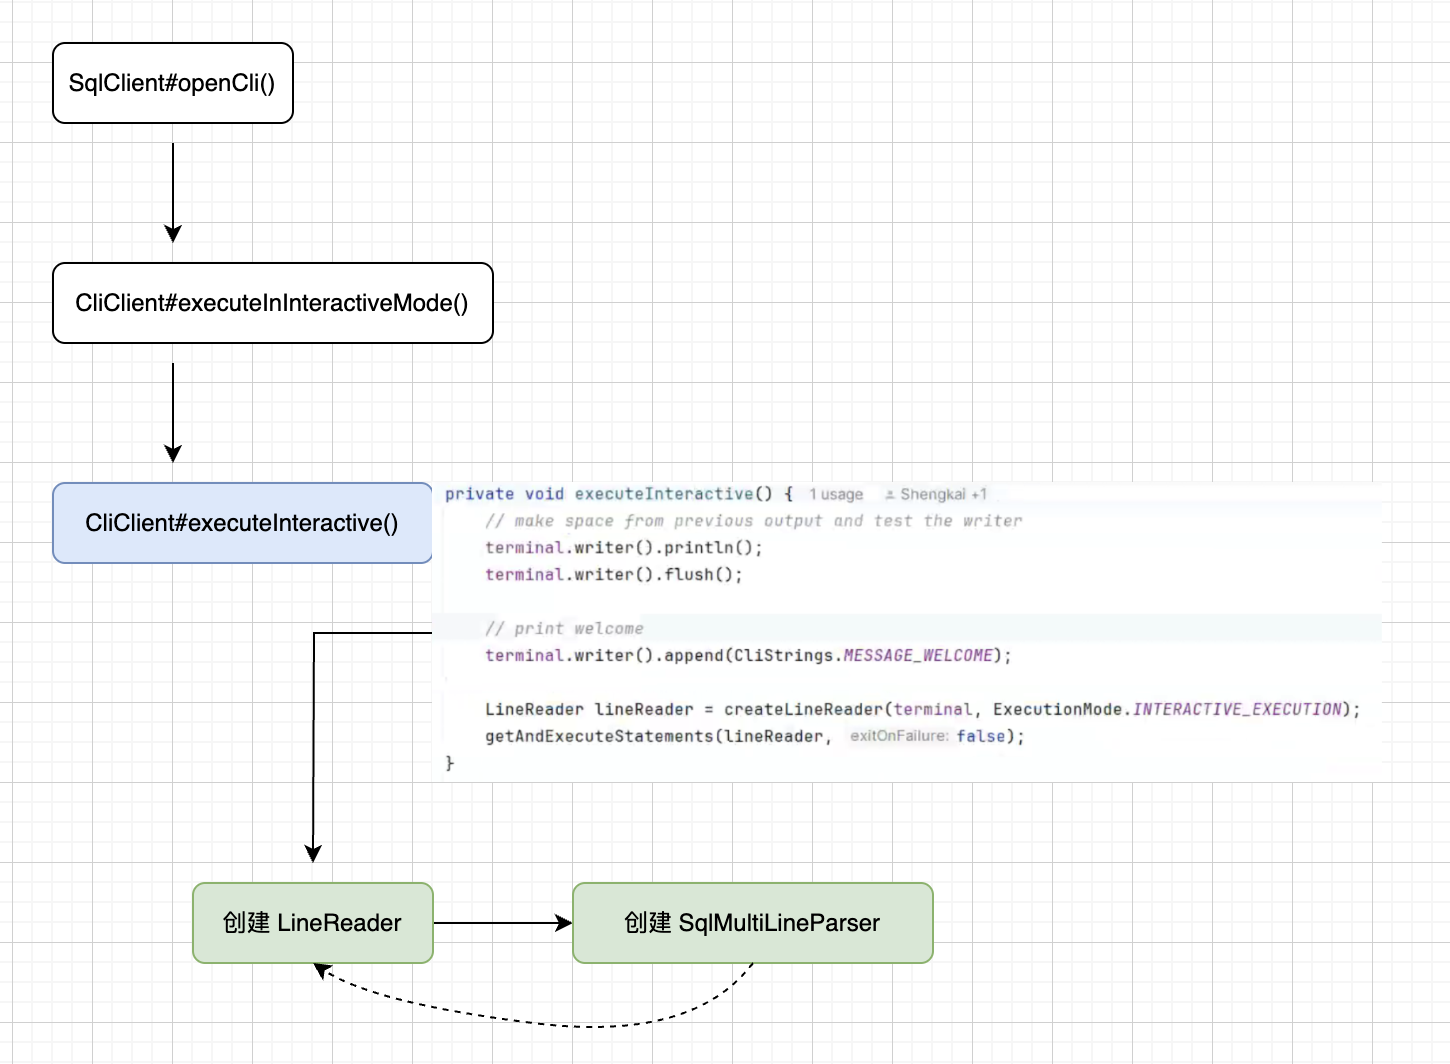 SqlClient#openCli()
CliClient#executeInInteractiveMode()
CliClient#executeInteractive()
private void executeInteractive() { 1 usage Shengkai +1
// make space from previous output and test the writer
terminal.writer().println();
terminal.writer().flush();
// print welcome
terminal.writer().append(CliStrings.MESSAGE_WELCOME);
LineReader lineReader = createLineReader(terminal, ExecutionMode.INTERACTIVE_EXECUTION);
getAndExecuteStatements(lineReader, exitOnFailure: false);
}
创建 LineReader
创建 SqlMultiLineParser